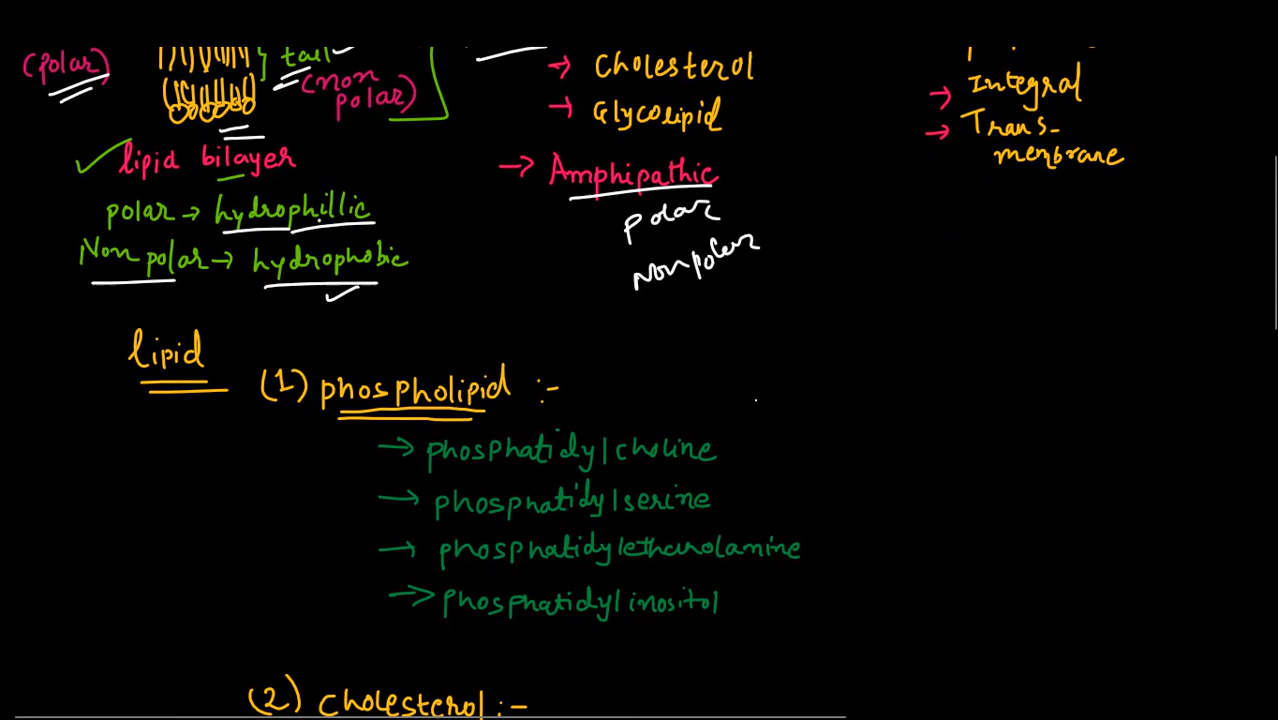 (polar)
tail
(non
polar)
lipid bilayer
polar → hydrophillic
Non polar → hydrophobic
→ Cholesterol
→ Glycolipid
→ Amphipathic
polar
Nonpolar
→ Integral
→ Trans-
membrane
lipid
(1) phospholipid :-
→ phosphatidylcholine
→ phosphatidylserine
→ phosphatidylethanolamine
→ phosphatidylinositol
(2) cholesterol :-